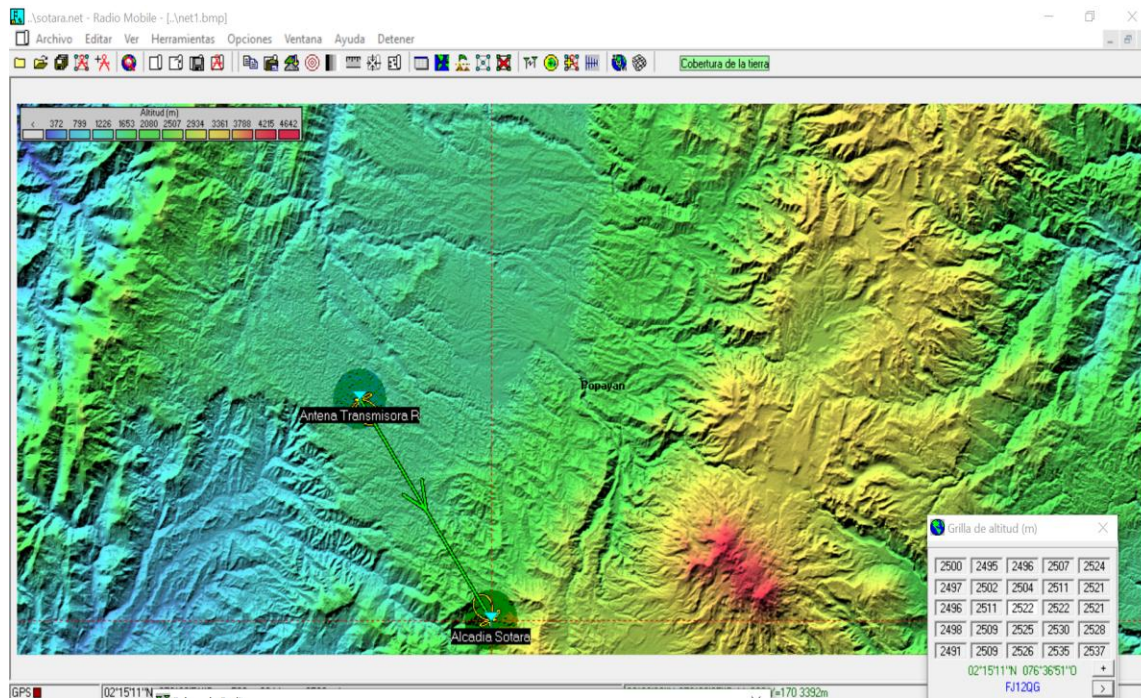 ..\sotara.net - Radio Mobile - [..\net1.bmp]
Archivo Editar Ver Herramientas Opciones Ventana Ayuda Detener
Cobertura de la tierra
Altitud (m)
< 372 799 1226 1653 2080 2507 2934 3361 3788 4215 4642
Popayan
Antena Transmisora R
Alcadia Sotara
Grilla de altitud (m)
2500 2495 2496 2507 2524
2497 2502 2504 2511 2521
2496 2511 2522 2522 2521
2498 2509 2525 2530 2528
2491 2509 2526 2535 2537
02°15'11"N 076°36'51"O
+
FJ12QG
>
GPS 02°15'11"N =170 3392m